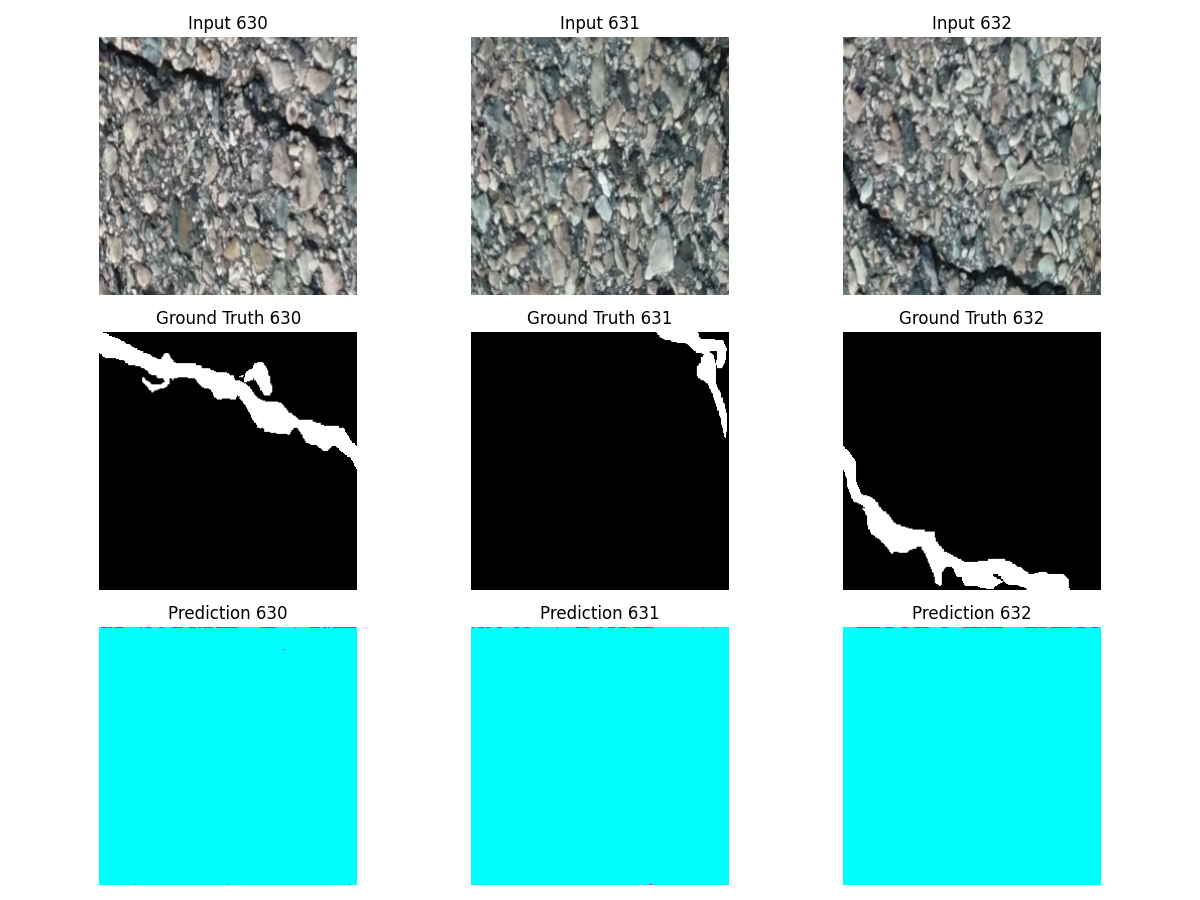 Input 630
Input 631
Input 632
Ground Truth 630
Ground Truth 631
Ground Truth 632
Prediction 630
Prediction 631
Prediction 632